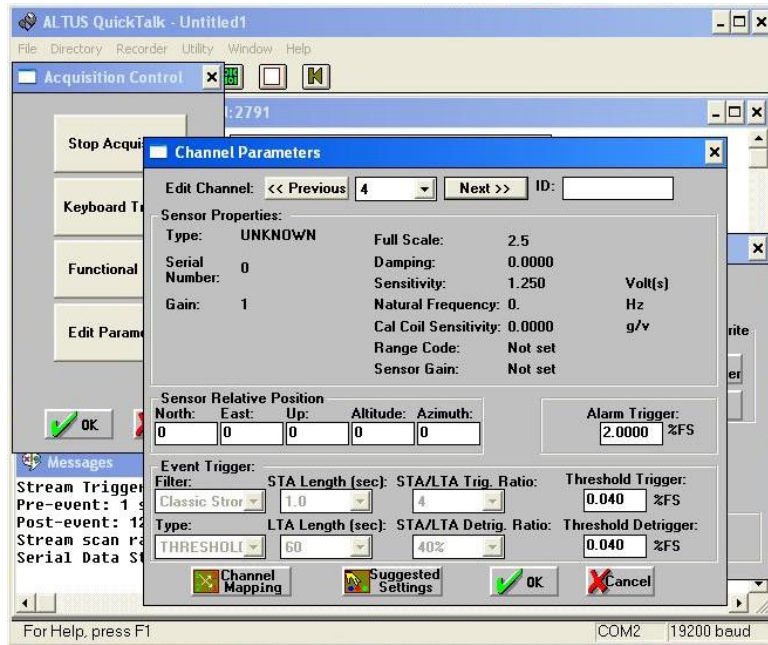 ALTUS QuickTalk - Untitled1
File Directory Recorder Utility Window Help
Acquisition Control
:2791
Stop Acqui
Keyboard T
Functional
Edit Param
OK
Channel Parameters
Edit Channel: << Previous 4 Next >> ID:
Sensor Properties:
Type: UNKNOWN
Serial Number: 0
Gain: 1
Full Scale: 2.5
Damping: 0.0000
Sensitivity: 1.250 Volt(s)
Natural Frequency: 0. Hz
Cal Coil Sensitivity: 0.0000 g/v
Range Code: Not set
Sensor Gain: Not set
Sensor Relative Position
North: East: Up: Altitude: Azimuth:
0 0 0 0 0
Alarm Trigger:
2.0000 %FS
Event Trigger:
Filter: STA Length (sec): STA/LTA Trig. Ratio: Threshold Trigger:
Classic Stror 1.0 4 0.040 %FS
Type: LTA Length (sec): STA/LTA Detrig. Ratio: Threshold Detrigger:
THRESHOLD 60 40% 0.040 %FS
Channel Mapping
Suggested Settings
OK
Cancel
rite
er
Messages
Stream Trigger
Pre-event: 1 s
Post-event: 12
Stream scan ra
Serial Data St
For Help, press F1
COM2 19200 baud